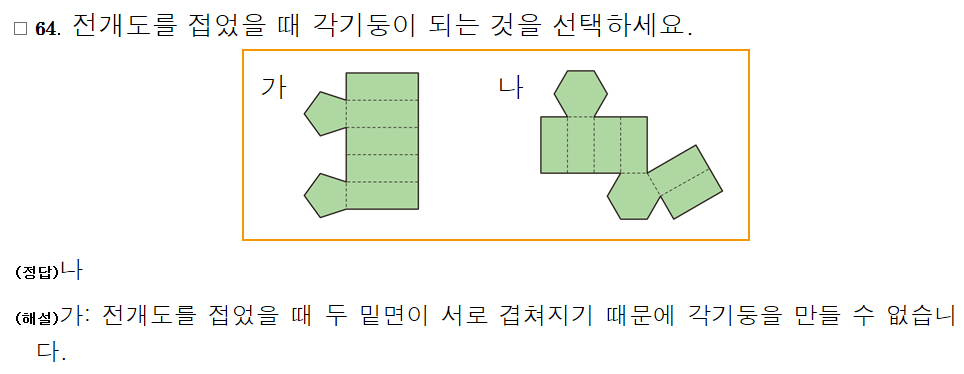 □ 64. 전개도를 접었을 때 각기둥이 되는 것을 선택하세요.
가
나
(정답)나
(해설)가: 전개도를 접었을 때 두 밑면이 서로 겹쳐지기 때문에 각기둥을 만들 수 없습니
다.